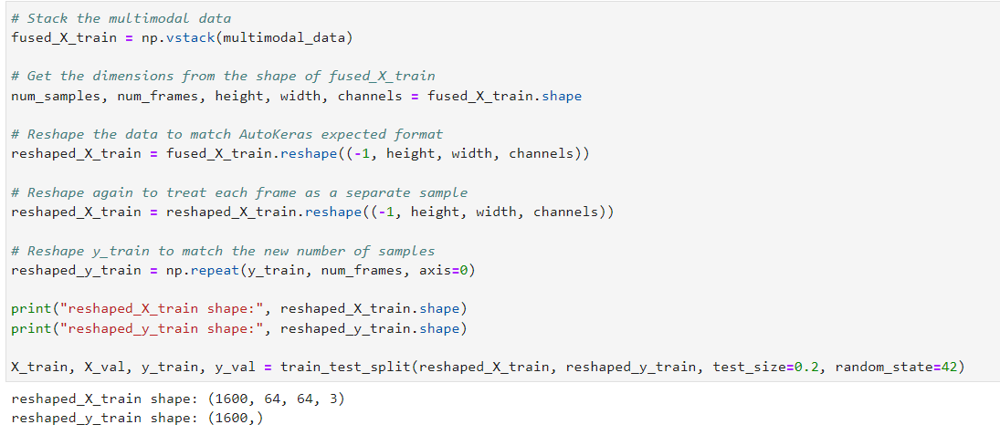 # Stack the multimodal data
fused_X_train = np.vstack(multimodal_data)
# Get the dimensions from the shape of fused_X_train
num_samples, num_frames, height, width, channels = fused_X_train.shape
# Reshape the data to match AutoKeras expected format
reshaped_X_train = fused_X_train.reshape((-1, height, width, channels))
# Reshape again to treat each frame as a separate sample
reshaped_X_train = reshaped_X_train.reshape((-1, height, width, channels))
# Reshape y_train to match the new number of samples
reshaped_y_train = np.repeat(y_train, num_frames, axis=0)
print("reshaped_X_train shape:", reshaped_X_train.shape)
print("reshaped_y_train shape:", reshaped_y_train.shape)
X_train, X_val, y_train, y_val = train_test_split(reshaped_X_train, reshaped_y_train, test_size=0.2, random_state=42)
reshaped_X_train shape: (1600, 64, 64, 3)
reshaped_y_train shape: (1600,)